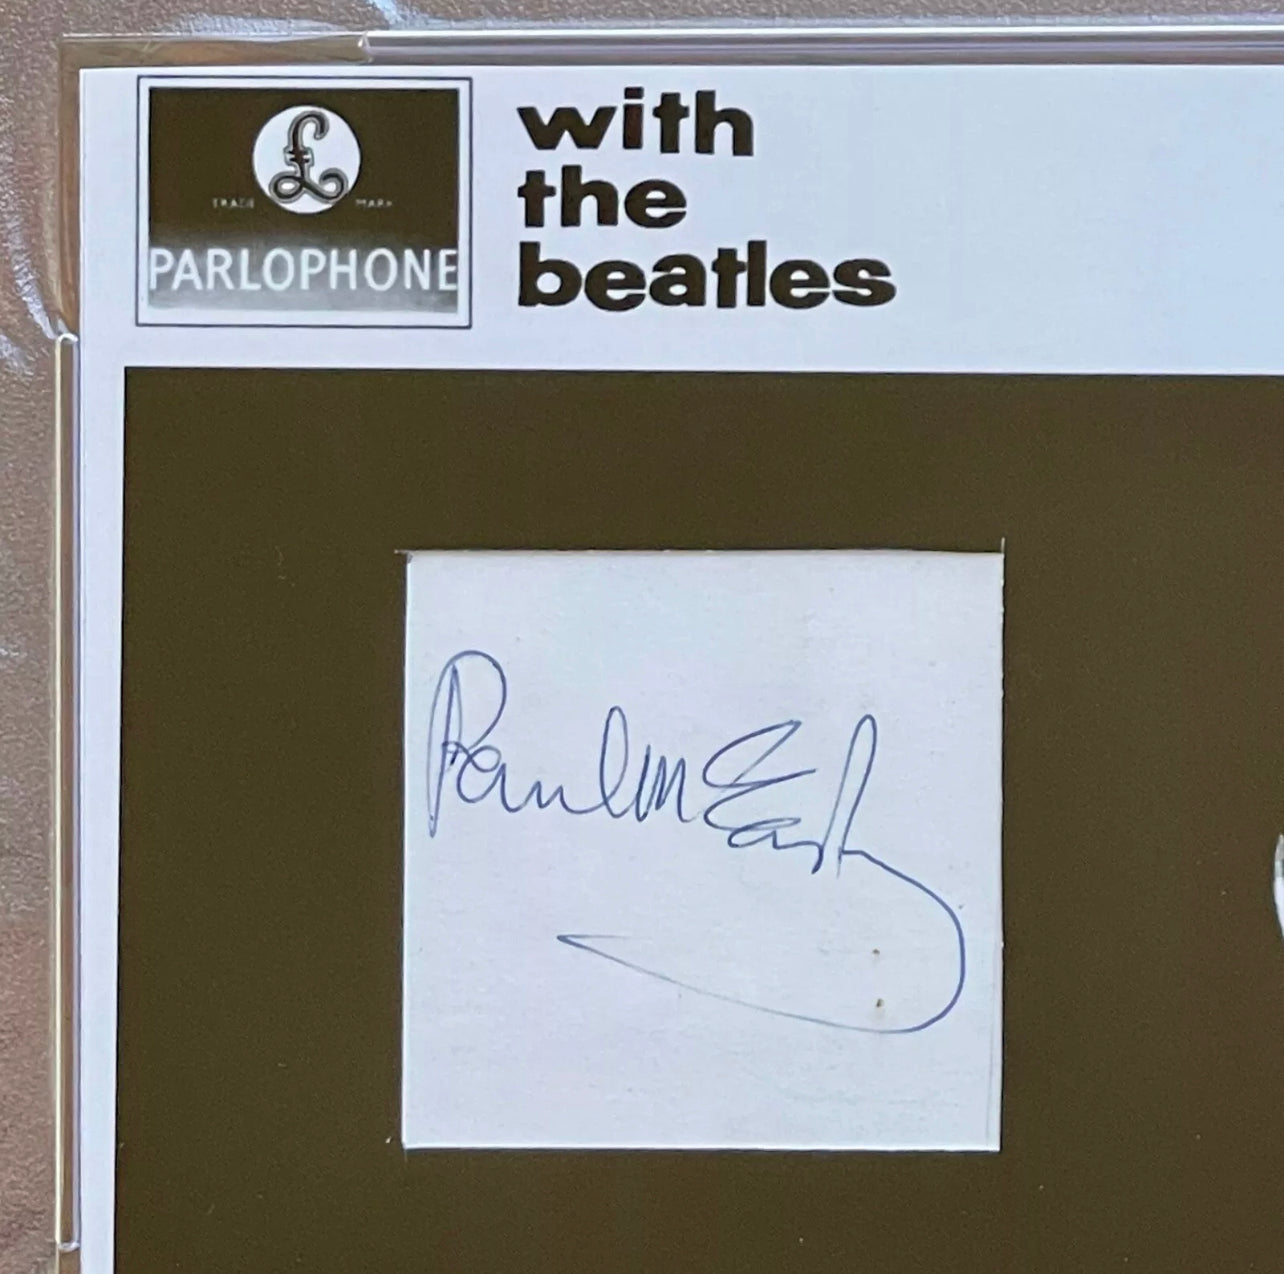 £
TRADE MARK
PARLOPHONE
with
the
beatles
Paul McCartney